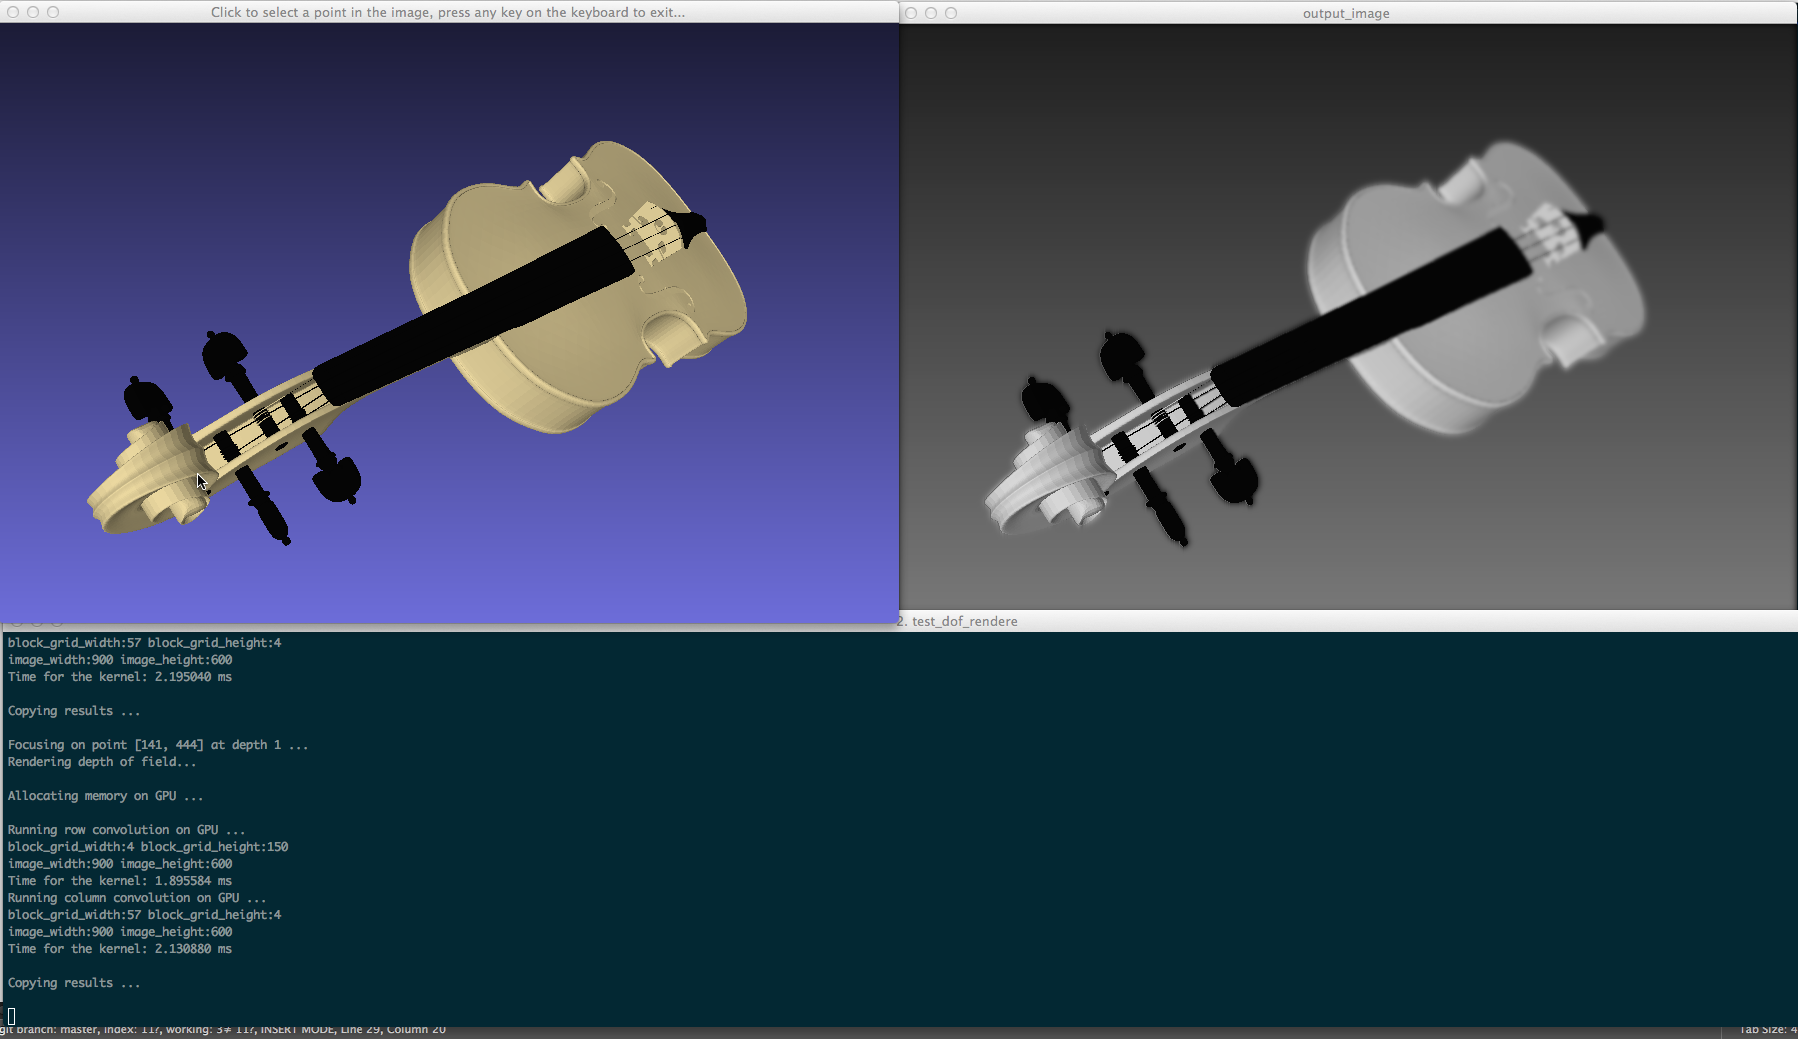 Click to select a point in the image, press any key on the keyboard to exit...
output_image
2. test_dof_rendere
block_grid_width:57 block_grid_height:4
image_width:900 image_height:600
Time for the kernel: 2.195040 ms
Copying results ...
Focusing on point [141, 444] at depth 1 ...
Rendering depth of field...
Allocating memory on GPU ...
Running row convolution on GPU ...
block_grid_width:4 block_grid_height:150
image_width:900 image_height:600
Time for the kernel: 1.895584 ms
Running column convolution on GPU ...
block_grid_width:57 block_grid_height:4
image_width:900 image_height:600
Time for the kernel: 2.130880 ms
Copying results ...
git branch: master, index: 11?, working: 3≠ 11?, INSERT MODE, Line 29, Column 20
Tab Size: 4